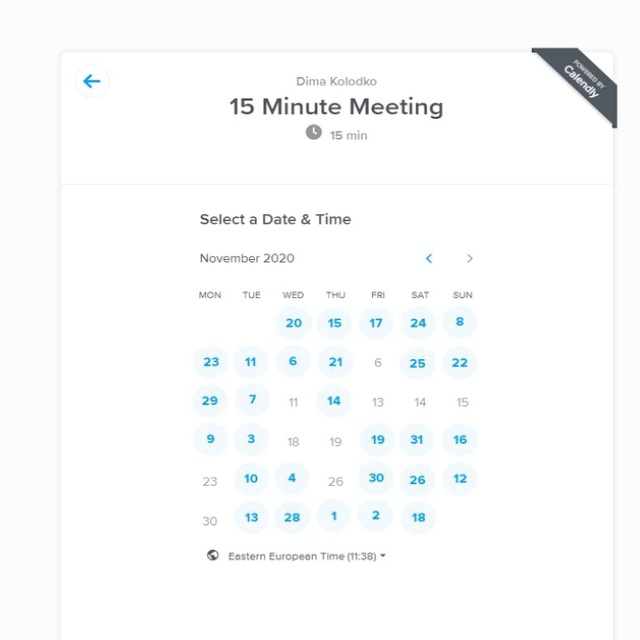 Dima Kolodko
POWERED BY
Calendly
15 Minute Meeting
15 min
Select a Date & Time
November 2020
MON TUE WED THU FRI SAT SUN
20 15 17 24 8
23 11 6 21 6 25 22
29 7 11 14 13 14 15
9 3 18 19 19 31 16
23 10 4 26 30 26 12
30 13 28 1 2 18
Eastern European Time (11:38)